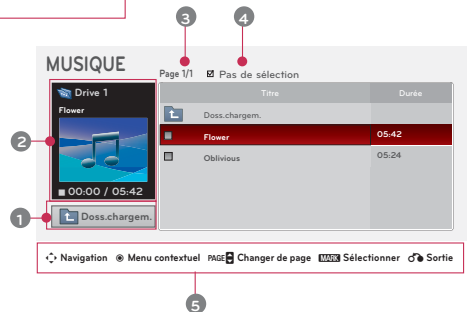 3
4
MUSIQUE
Page 1/1 Pas de sélection
Drive 1
Titre Durée
Flower
Doss.chargem.
Flower 05:42
2
Oblivious 05:24
00:00 / 05:42
1
Doss.chargem.
Navigation Menu contextuel PAGE Changer de page MARK Sélectionner Sortie
5